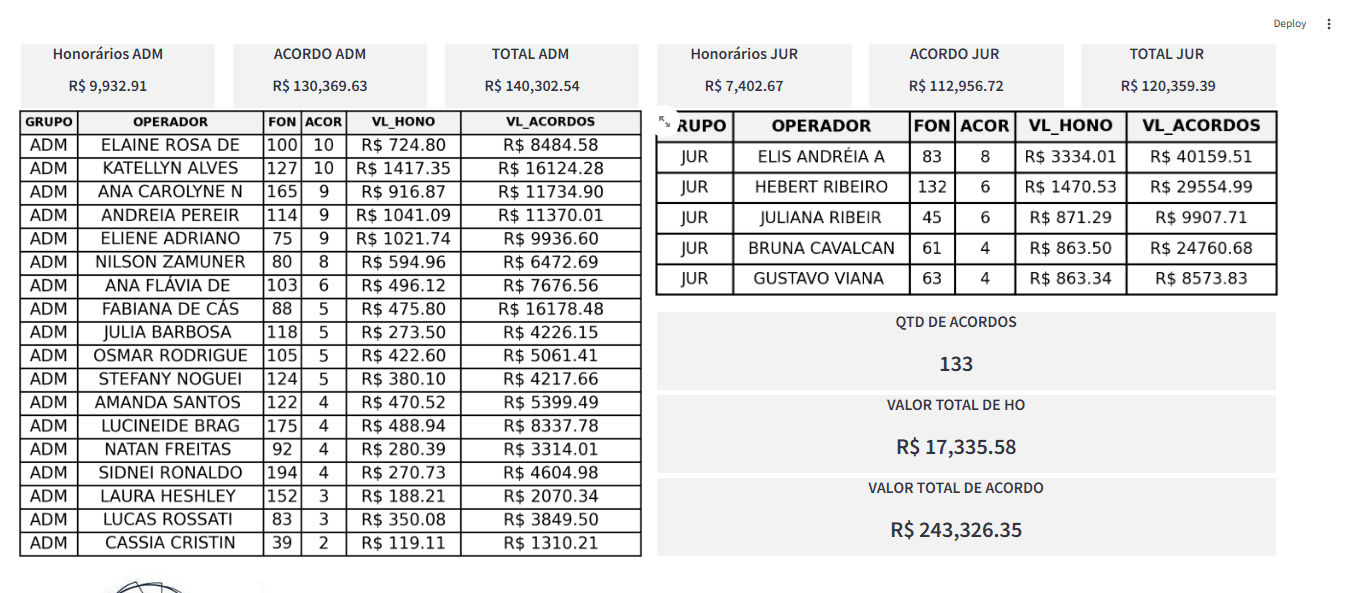 Deploy
Honorários ADM
R$ 9,932.91
ACORDO ADM
R$ 130,369.63
TOTAL ADM
R$ 140,302.54
Honorários JUR
R$ 7,402.67
ACORDO JUR
R$ 112,956.72
TOTAL JUR
R$ 120,359.39
GRUPO OPERADOR FON ACOR VL_HONO VL_ACORDOS
ADM ELAINE ROSA DE 100 10 R$ 724.80 R$ 8484.58
ADM KATELLYN ALVES 127 10 R$ 1417.35 R$ 16124.28
ADM ANA CAROLYNE N 165 9 R$ 916.87 R$ 11734.90
ADM ANDREIA PEREIR 114 9 R$ 1041.09 R$ 11370.01
ADM ELIENE ADRIANO 75 9 R$ 1021.74 R$ 9936.60
ADM NILSON ZAMUNER 80 8 R$ 594.96 R$ 6472.69
ADM ANA FLÁVIA DE 103 6 R$ 496.12 R$ 7676.56
ADM FABIANA DE CÁS 88 5 R$ 475.80 R$ 16178.48
ADM JULIA BARBOSA 118 5 R$ 273.50 R$ 4226.15
ADM OSMAR RODRIGUE 105 5 R$ 422.60 R$ 5061.41
ADM STEFANY NOGUEI 124 5 R$ 380.10 R$ 4217.66
ADM AMANDA SANTOS 122 4 R$ 470.52 R$ 5399.49
ADM LUCINEIDE BRAG 175 4 R$ 488.94 R$ 8337.78
ADM NATAN FREITAS 92 4 R$ 280.39 R$ 3314.01
ADM SIDNEI RONALDO 194 4 R$ 270.73 R$ 4604.98
ADM LAURA HESHLEY 152 3 R$ 188.21 R$ 2070.34
ADM LUCAS ROSSATI 83 3 R$ 350.08 R$ 3849.50
ADM CASSIA CRISTIN 39 2 R$ 119.11 R$ 1310.21
RUPO OPERADOR FON ACOR VL_HONO VL_ACORDOS
JUR ELIS ANDRÉIA A 83 8 R$ 3334.01 R$ 40159.51
JUR HEBERT RIBEIRO 132 6 R$ 1470.53 R$ 29554.99
JUR JULIANA RIBEIR 45 6 R$ 871.29 R$ 9907.71
JUR BRUNA CAVALCAN 61 4 R$ 863.50 R$ 24760.68
JUR GUSTAVO VIANA 63 4 R$ 863.34 R$ 8573.83
QTD DE ACORDOS
133
VALOR TOTAL DE HO
R$ 17,335.58
VALOR TOTAL DE ACORDO
R$ 243,326.35